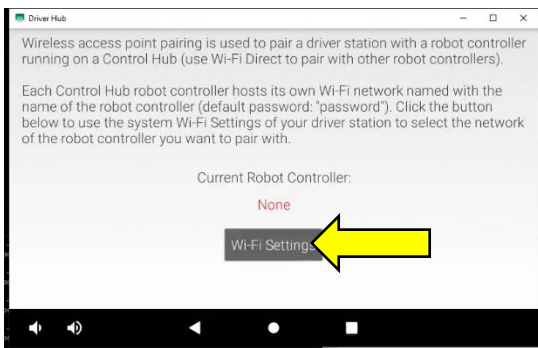 Driver Hub
Wireless access point pairing is used to pair a driver station with a robot controller
running on a Control Hub (use Wi-Fi Direct to pair with other robot controllers).
Each Control Hub robot controller hosts its own Wi-Fi network named with the
name of the robot controller (default password: "password"). Click the button
below to use the system Wi-Fi Settings of your driver station to select the network
of the robot controller you want to pair with.
Current Robot Controller:
None
Wi-Fi Settings